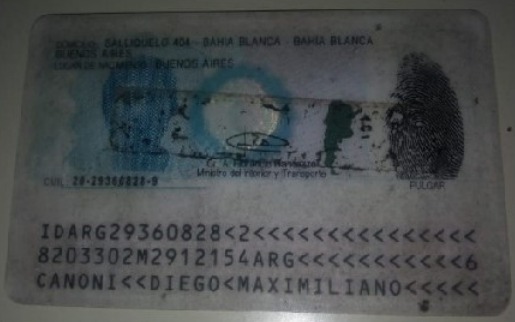 DOMICILIO: SALLIQUELO 404 - BAHIA BLANCA - BAHIA BLANCA
BUENOS AIRES
LUGAR DE NACIMIENTO: BUENOS AIRES
Ministro del Interior y Transporte
CUIL 20-29360828-9
PULGAR
IDARG29360828<2<<<<<<<<<<<<<<<
8203302M2912154ARG<<<<<<<<<<<6
CANONI<<DIEGO<MAXIMILIANO<<<<<